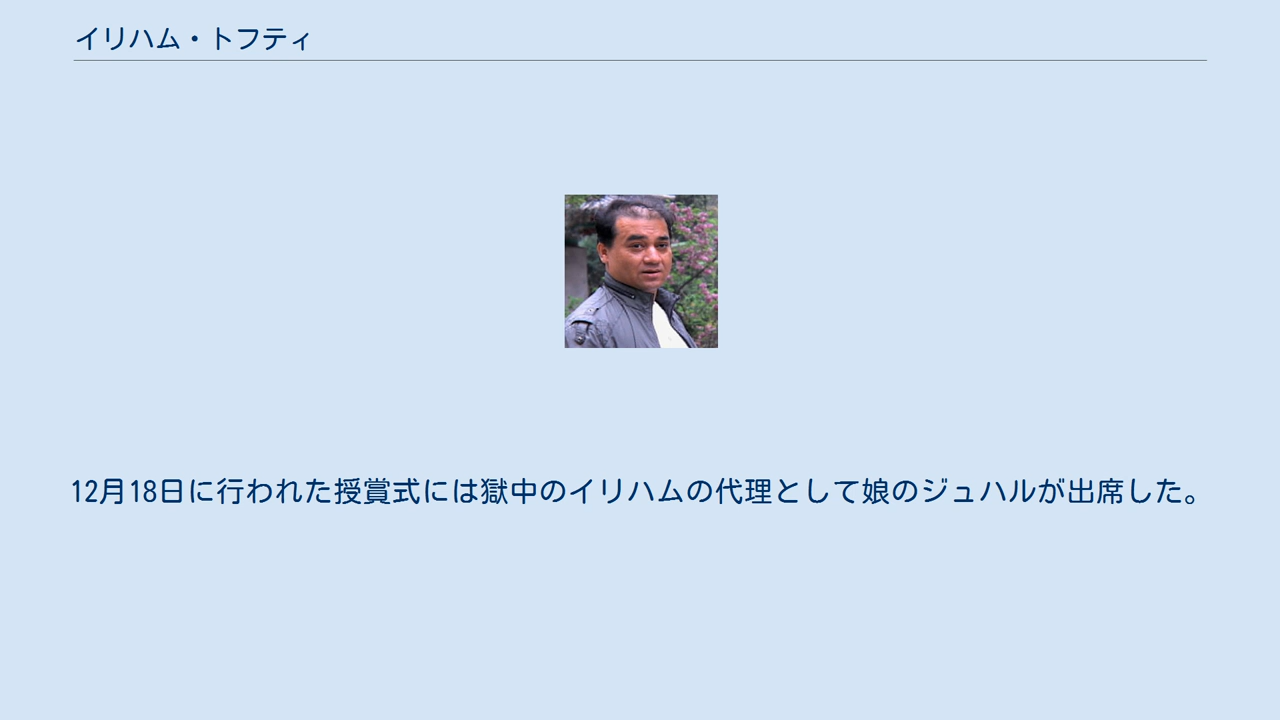 イリハム・トフティ
12月18日に行われた授賞式には獄中のイリハムの代理として娘のジュハルが出席した。